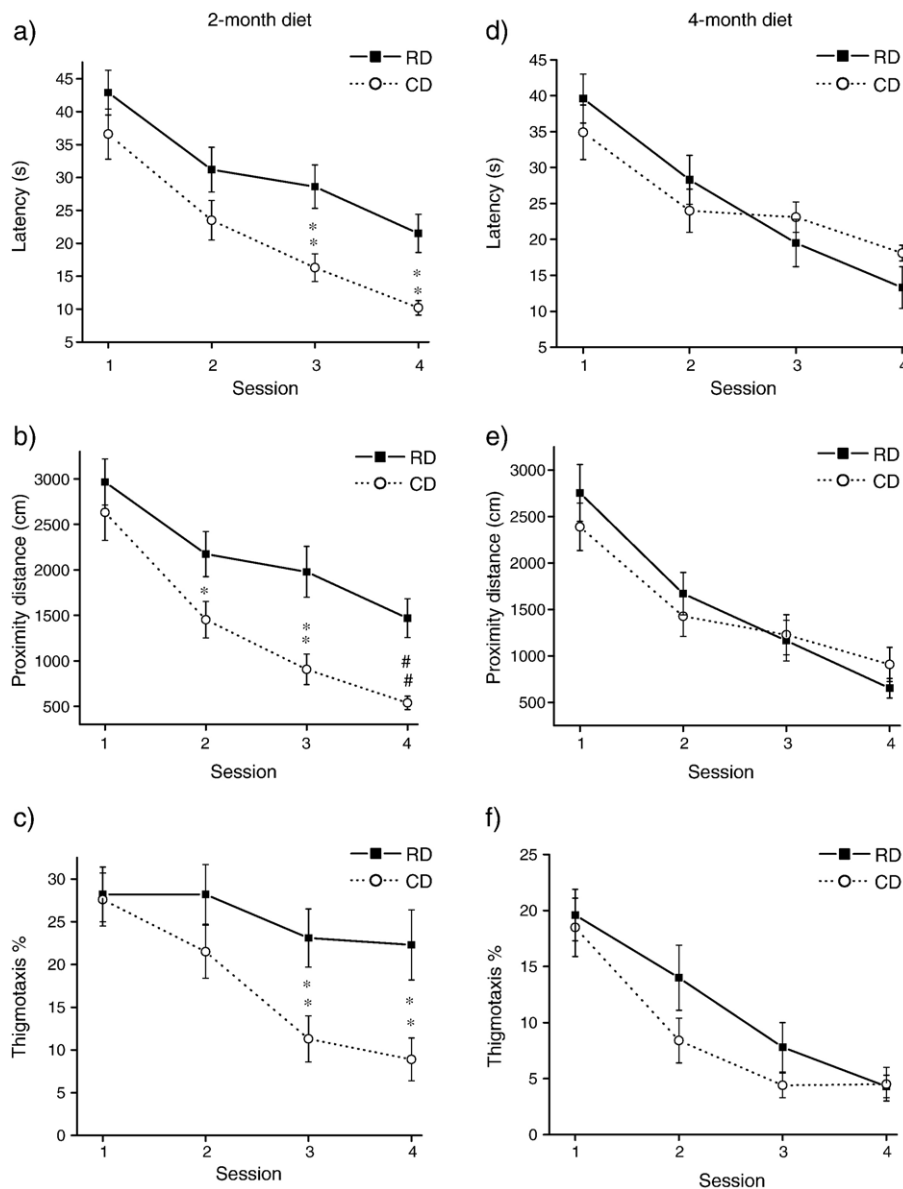 2-month diet
a)
RD
CD
45
40
35
30
25
20
15
10
5
Latency (s)
*
*
*
*
1 2 3 4
Session
b)
RD
CD
3000
2500
2000
1500
1000
500
Proximity distance (cm)
*
*
*
#
#
1 2 3 4
Session
c)
RD
CD
30
25
20
15
10
5
0
Thigmotaxis %
*
*
*
*
1 2 3 4
Session
4-month diet
d)
RD
CD
45
40
35
30
25
20
15
10
5
Latency (s)
1 2 3 4
Session
e)
RD
CD
3000
2500
2000
1500
1000
500
Proximity distance (cm)
1 2 3 4
Session
f)
RD
CD
25
20
15
10
5
0
Thigmotaxis %
1 2 3 4
Session